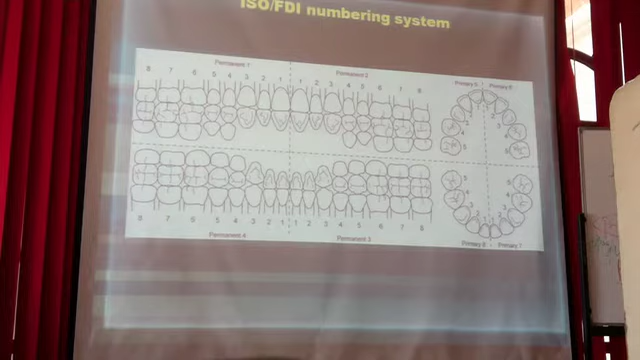 ISO/FDI numbering system
Permanent 1 Permanent 2 Primary 5 Primary 6
8 7 6 5 4 3 2 1 1 2 3 4 5 6 7 8
8 7 6 5 4 3 2 1 1 2 3 4 5 6 7 8
Permanent 4 Permanent 3 Primary 8 Primary 7